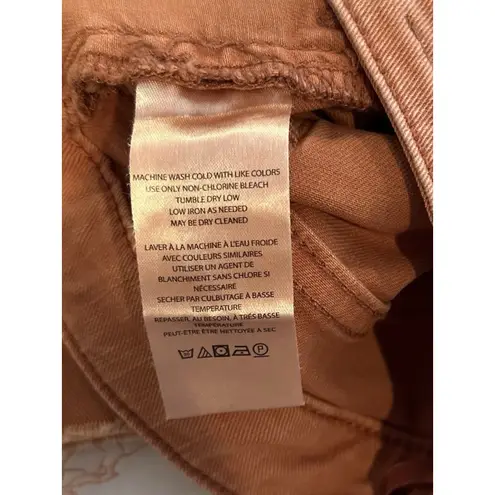 MACHINE WASH COLD WITH LIKE COLORS
USE ONLY NON-CHLORINE BLEACH
TUMBLE DRY LOW
LOW IRON AS NEEDED
MAY BE DRY CLEANED
LAVER À LA MACHINE À L'EAU FROIDE
AVEC COULEURS SIMILAIRES
UTILISER UN AGENT DE
BLANCHIMENT SANS CHLORE SI
NÉCESSAIRE
SECHER PAR CULBUTAGE À BASSE
TEMPERATURE
REPASSER, AU BESOIN, À TRÈS BASSE
TEMPERATURE
PEUT-ÊTRE ÊTRE NETTOYÉE À SEC
P